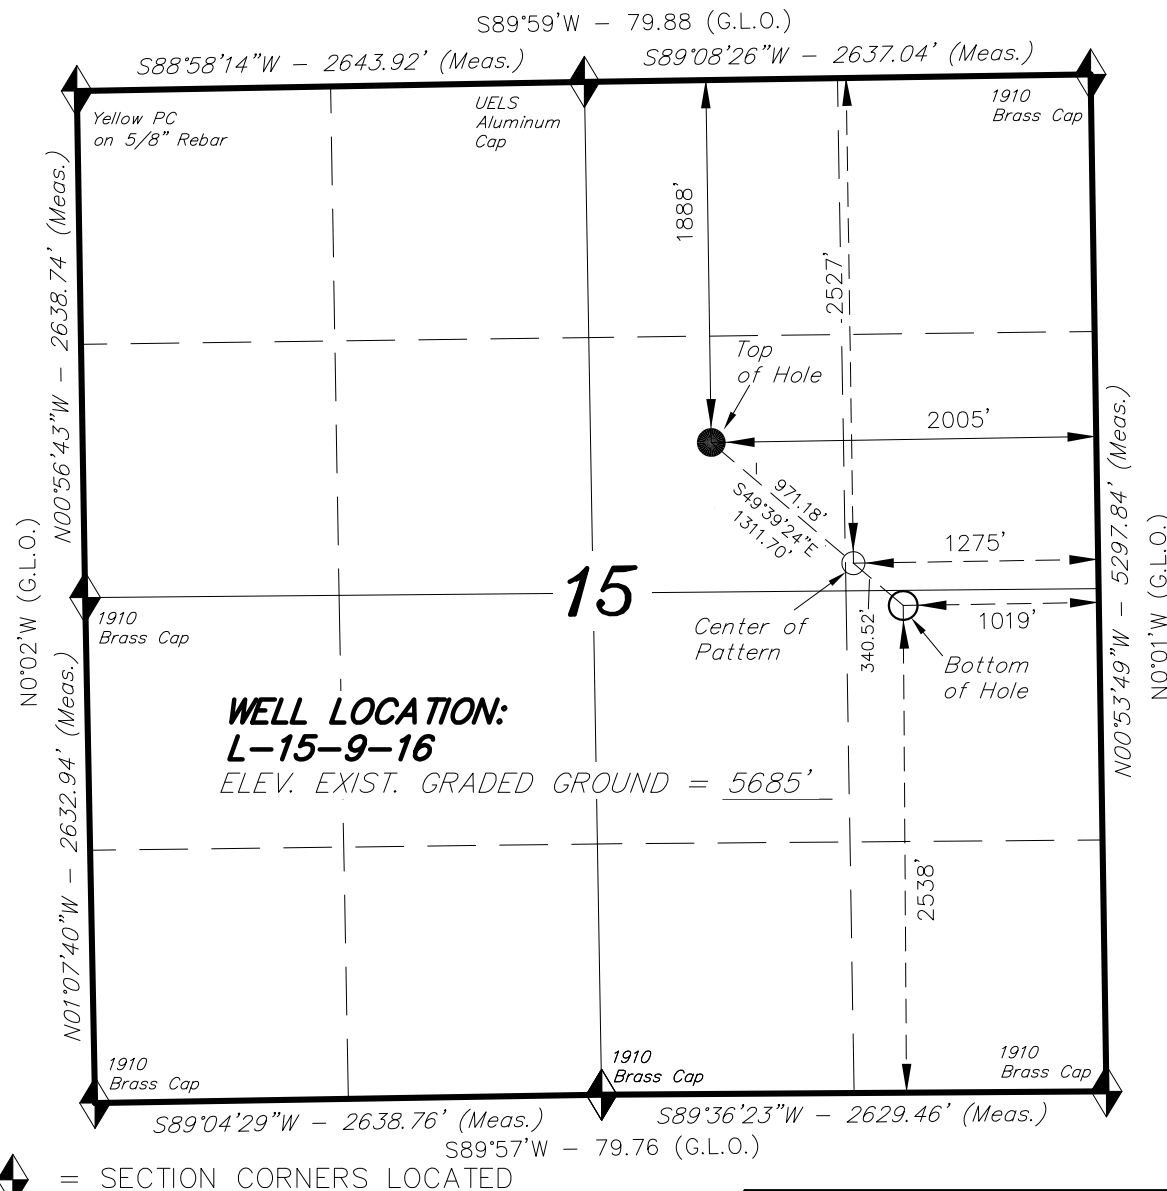 S89°59'W - 79.88 (G.L.O.)
S88°58'14"W - 2643.92' (Meas.)
S89°08'26"W - 2637.04' (Meas.)
Yellow PC
on 5/8" Rebar
UELS
Aluminum
Cap
1910
Brass Cap
N00°56'43"W - 2638.74' (Meas.)
1888'
2527'
Top
of Hole
2005'
971.18'
S49°39'24"E
1311.70'
1275'
N0°02'W (G.L.O.)
N00°53'49"W - 5297.84' (Meas.)
N0°01'W (G.L.O.)
15
1910
Brass Cap
Center of
Pattern
340.52'
1019'
Bottom
of Hole
WELL LOCATION:
L-15-9-16
ELEV. EXIST. GRADED GROUND = 5685'
N01°07'40"W - 2632.94' (Meas.)
2538'
1910
Brass Cap
1910
Brass Cap
1910
Brass Cap
S89°04'29"W - 2638.76' (Meas.)
S89°36'23"W - 2629.46' (Meas.)
S89°57'W - 79.76 (G.L.O.)
= SECTION CORNERS LOCATED